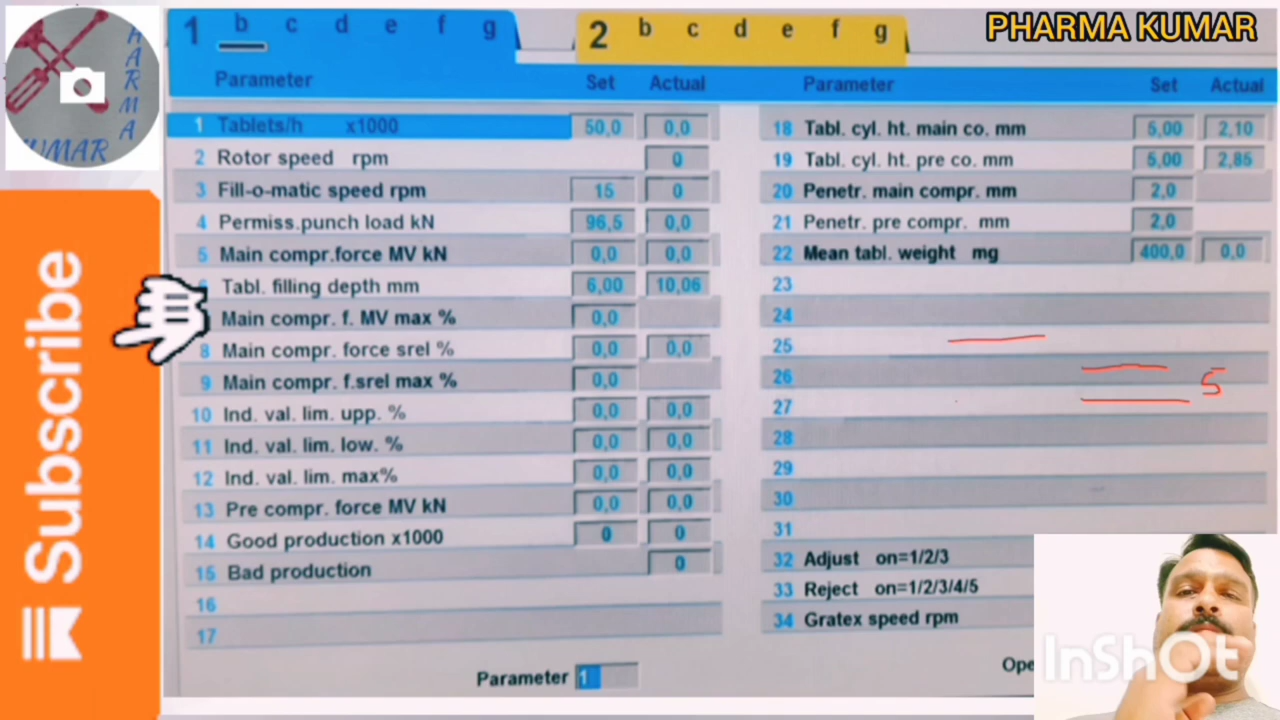 PHARMA KUMAR
HARMA
KUMAR
Subscribe
1 b c d e f g
2 b c d e f g
Parameter Set Actual
1 Tablets/h x1000 50,0 0,0
2 Rotor speed rpm 0
3 Fill-o-matic speed rpm 15 0
4 Permiss.punch load kN 96,5 0,0
5 Main compr.force MV kN 0,0 0,0
Tabl. filling depth mm 6,00 10,06
Main compr. f. MV max % 0,0
8 Main compr. force srel % 0,0 0,0
9 Main compr. f.srel max % 0,0
10 Ind. val. lim. upp. % 0,0 0,0
11 Ind. val. lim. low. % 0,0 0,0
12 Ind. val. lim. max% 0,0 0,0
13 Pre compr. force MV kN 0,0 0,0
14 Good production x1000 0 0
15 Bad production 0
16
17
Parameter Set Actual
18 Tabl. cyl. ht. main co. mm 5,00 2,10
19 Tabl. cyl. ht. pre co. mm 5,00 2,85
20 Penetr. main compr. mm 2,0
21 Penetr. pre compr. mm 2,0
22 Mean tabl. weight mg 400,0 0,0
23
24
25
26
5
27
28
29
30
31
32 Adjust on=1/2/3
33 Reject on=1/2/3/4/5
34 Gratex speed rpm
Parameter 1
Ope
InShOt